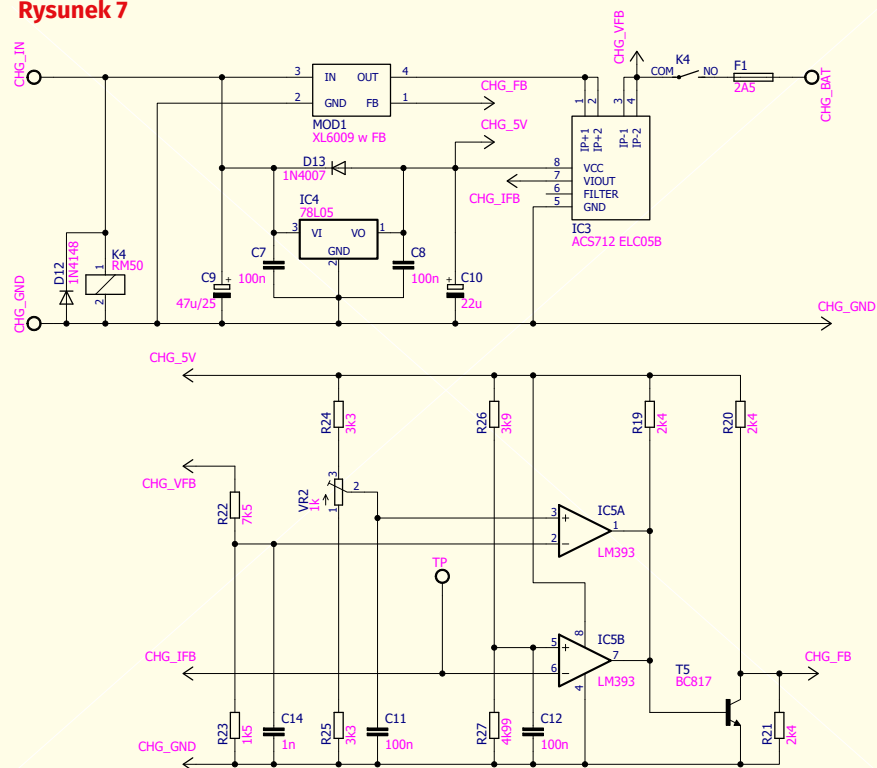 Rysunek 7
CHG_IN
CHG_VFB
K4
COM
NO
F1
2A5
CHG_BAT
3
IN
OUT
4
2
GND
FB
1
CHG_FB
MOD1
XL6009 w FB
CHG_5V
1
2
3
4
IP+1
IP+2
IP-1
IP-2
D13
1N4007
8
VCC
7
VIOUT
6
FILTER
5
GND
CHG_IFB
IC3
ACS712 ELC05B
IC4
78L05
3
VI
VO
1
GND
2
C7
100n
C8
100n
D12
1N4148
1
K4
RM50
2
C9
+
47u/25
+
C10
22u
CHG_GND
CHG_GND
CHG_5V
R24
3k3
R26
3k9
R19
2k4
R20
2k4
CHG_VFB
R22
7k5
VR2
1k
3
2
1
3
+
2
−
IC5A
1
LM393
TP
CHG_IFB
5
+
6
−
8
4
IC5B
7
LM393
T5
BC817
CHG_FB
CHG_GND
R23
1k5
C14
1n
R25
3k3
C11
100n
R27
4k99
C12
100n
R21
2k4